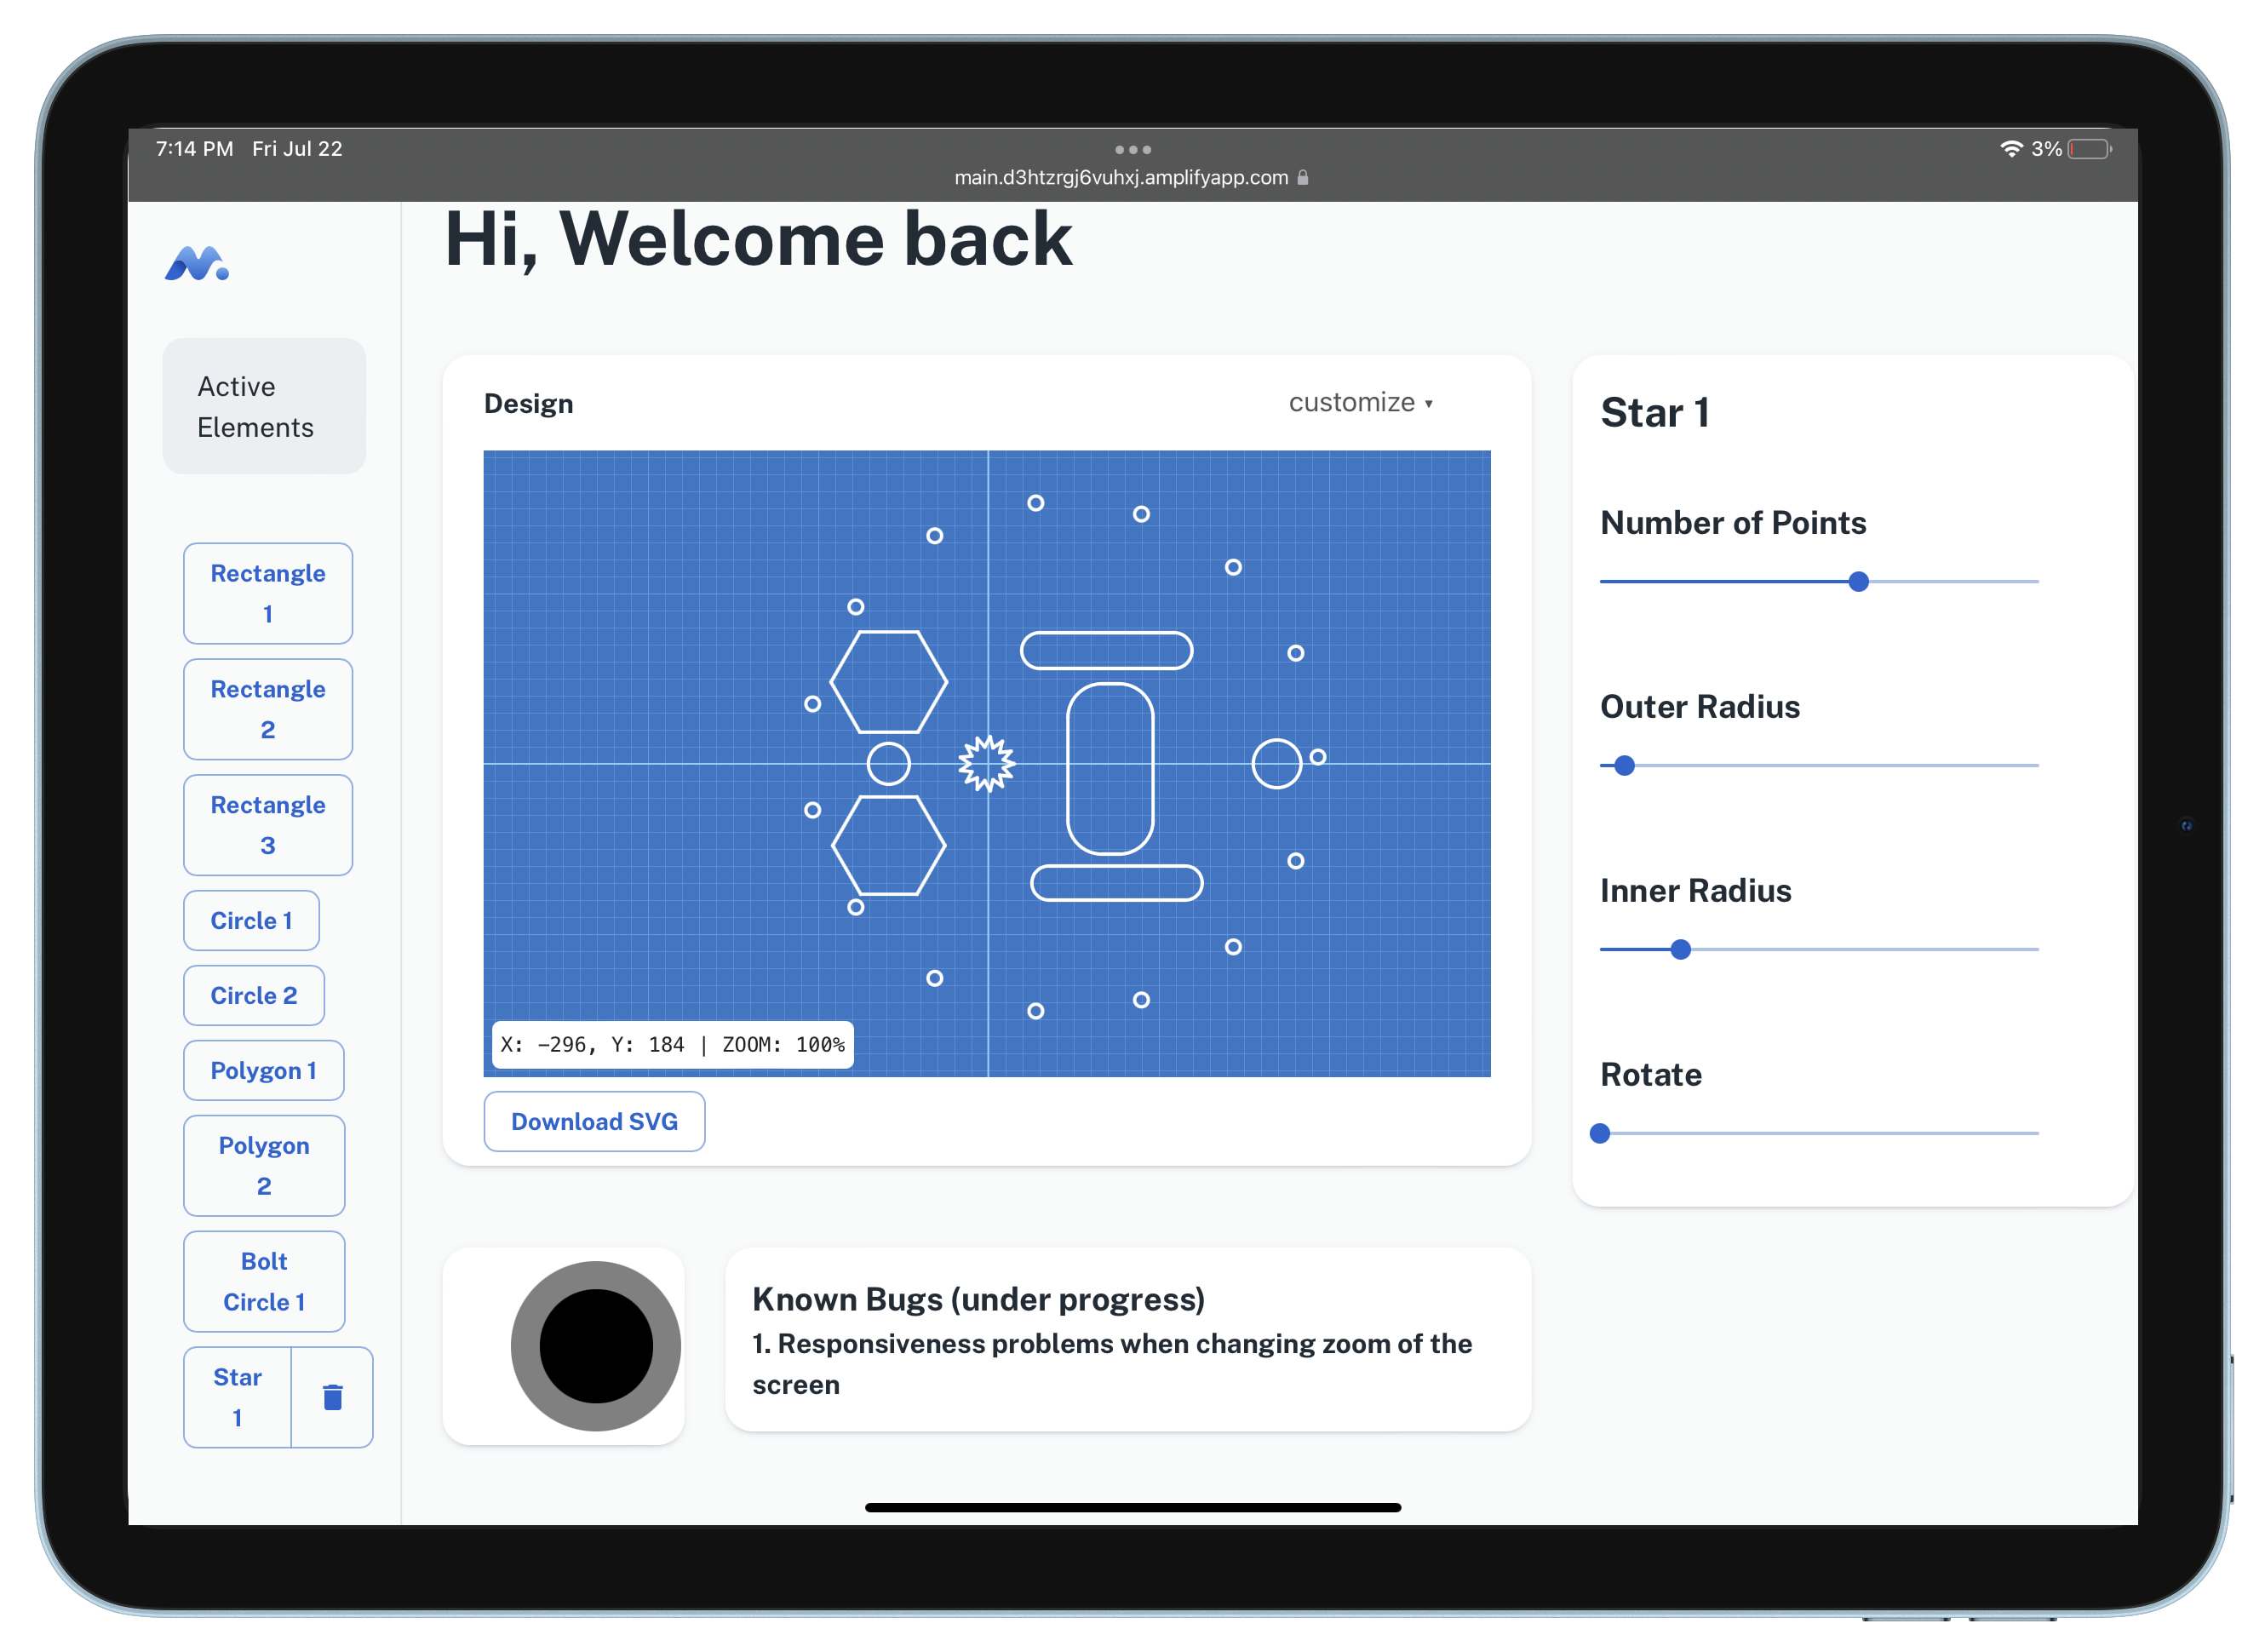 7:14 PM Fri Jul 22
3%
main.d3htzrgj6vuhxj.amplifyapp.com
Hi, Welcome back
Active
Elements
Rectangle
1
Rectangle
2
Rectangle
3
Circle 1
Circle 2
Polygon 1
Polygon
2
Bolt
Circle 1
Star
1
Design
customize ▾
X: −296, Y: 184 | ZOOM: 100%
Download SVG
Known Bugs (under progress)
1. Responsiveness problems when changing zoom of the
screen
Star 1
Number of Points
Outer Radius
Inner Radius
Rotate